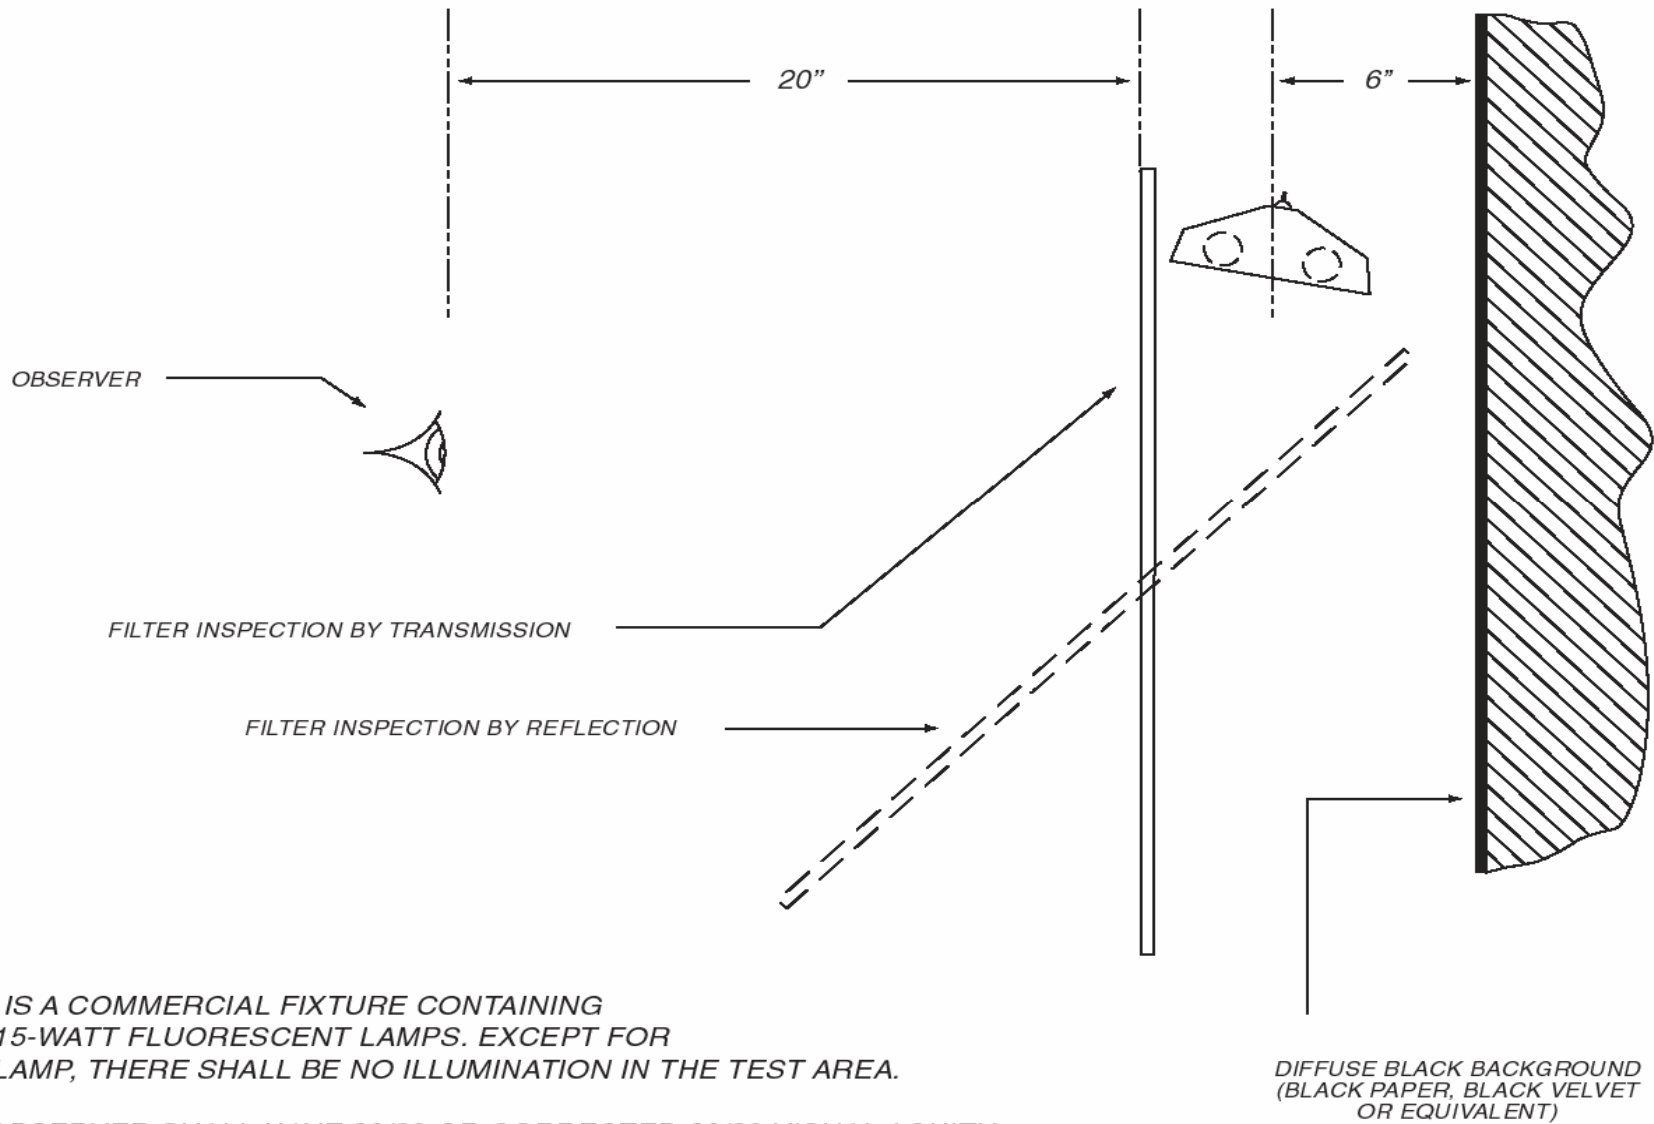 20”
6”
OBSERVER
FILTER INSPECTION BY TRANSMISSION
FILTER INSPECTION BY REFLECTION
IS A COMMERCIAL FIXTURE CONTAINING
15-WATT FLUORESCENT LAMPS. EXCEPT FOR
LAMP, THERE SHALL BE NO ILLUMINATION IN THE TEST AREA.
DIFFUSE BLACK BACKGROUND
(BLACK PAPER, BLACK VELVET
OR EQUIVALENT)